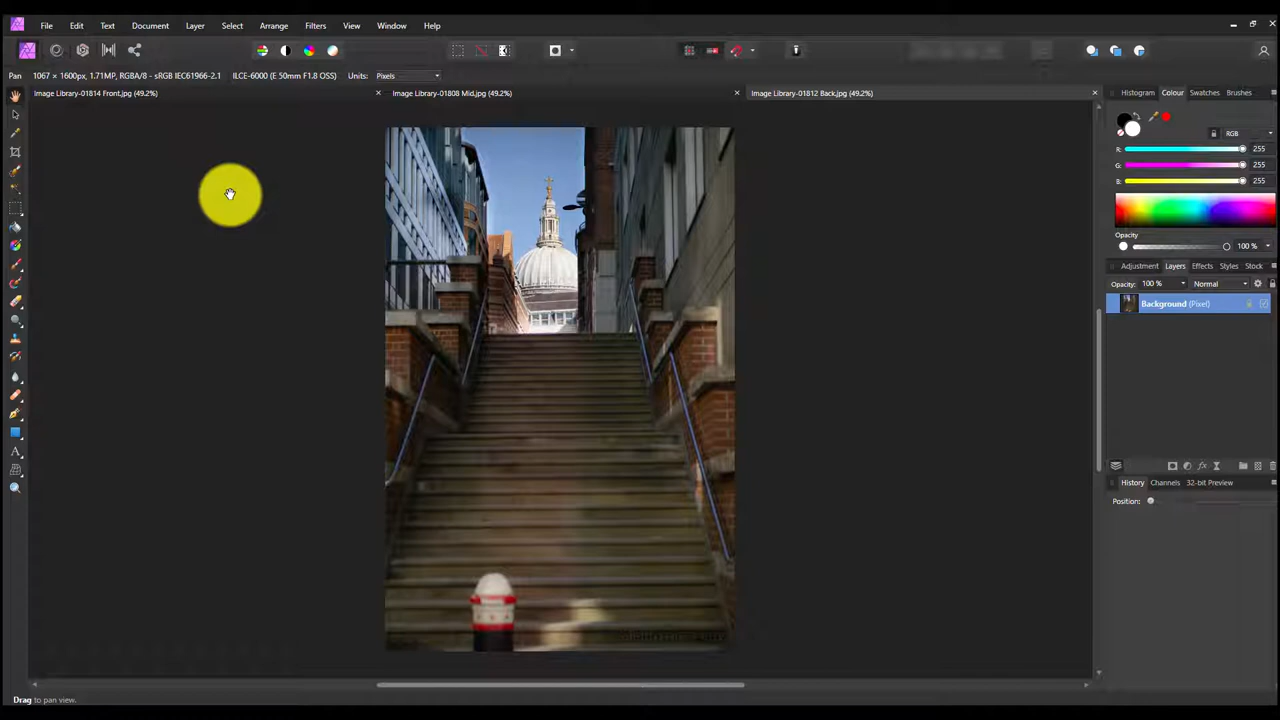 File Edit Text Document Layer Select Arrange Filters View Window Help
Pan 1067 × 1600px, 1.71MP, RGBA/8 - sRGB IEC61966-2.1 ILCE-6000 (E 50mm F1.8 OSS) Units: Pixels
Image Library-01814 Front.jpg (49.2%) Image Library-01808 Mid.jpg (49.2%) Image Library-01812 Back.jpg (49.2%)
Histogram Colour Swatches Brushes
RGB
R: 255
G: 255
B: 255
Opacity
100 %
Adjustment Layers Effects Styles Stock
Opacity: 100 % Normal
Background (Pixel)
History Channels 32-bit Preview
Position:
Drag to pan view.